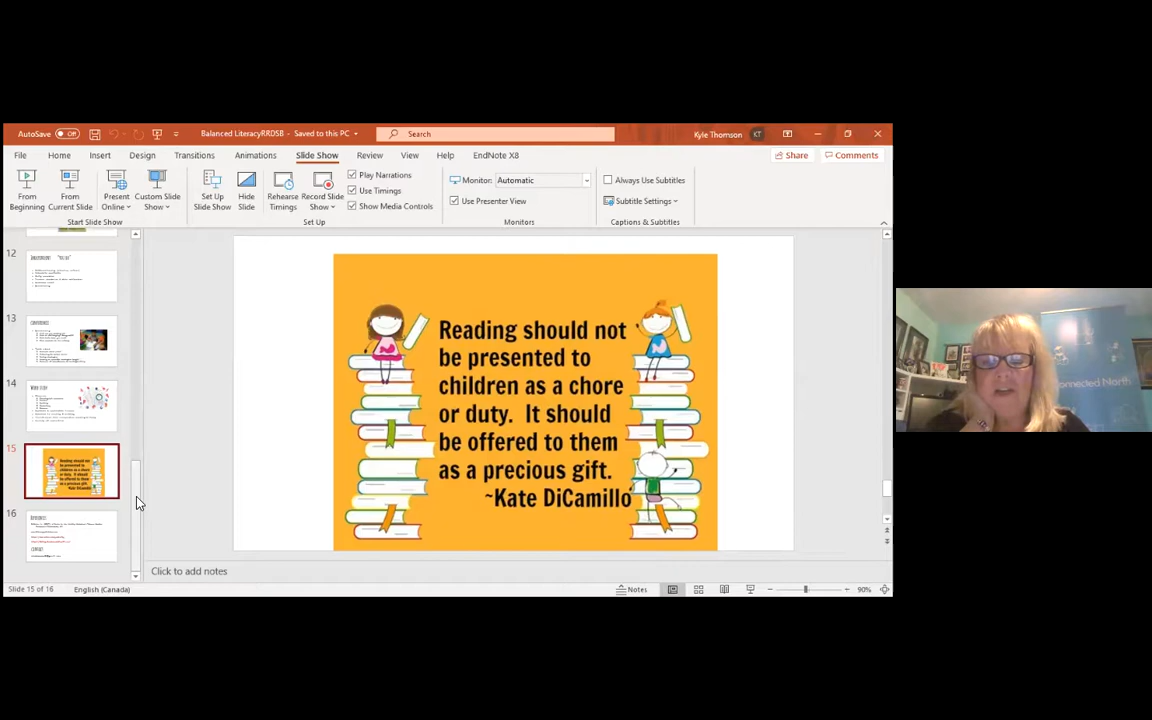 AutoSave Off
Balanced LiteracyRRDSB - Saved to this PC
Search
Kyle Thomson KT
File Home Insert Design Transitions Animations Slide Show Review View Help EndNote X8
Share Comments
From Beginning
From Current Slide
Present Online
Custom Slide Show
Set Up Slide Show
Hide Slide
Rehearse Timings
Record Slide Show
Play Narrations
Use Timings
Show Media Controls
Monitor: Automatic
Use Presenter View
Always Use Subtitles
Subtitle Settings
Start Slide Show
Set Up
Monitors
Captions & Subtitles
12
13
14
15
16
Reading should not
be presented to
children as a chore
or duty. It should
be offered to them
as a precious gift.
~Kate DiCamillo
onnected North
Click to add notes
Slide 15 of 16 English (Canada)
Notes
90%